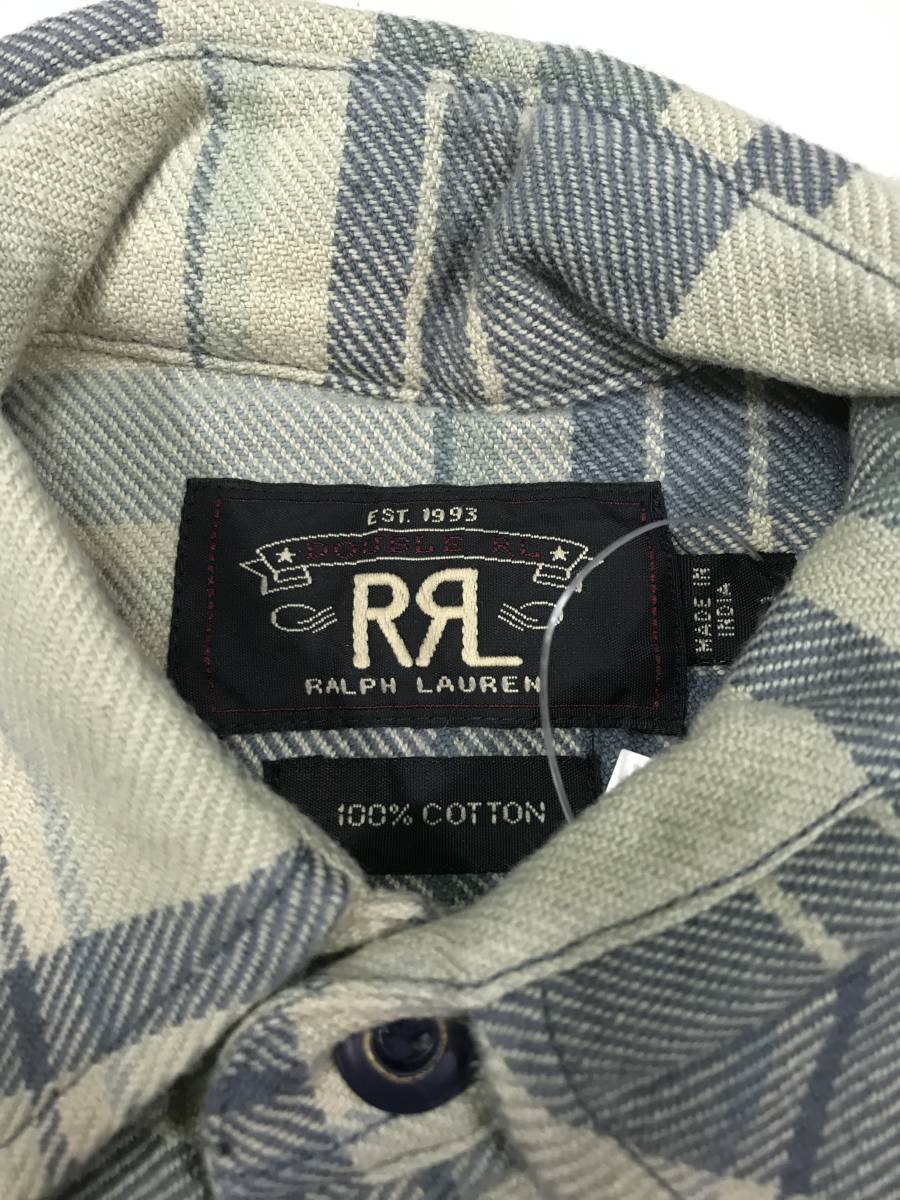 EST. 1993
DOUBLE RL
RRL
RALPH LAUREN
MADE IN
INDIA
100% COTTON